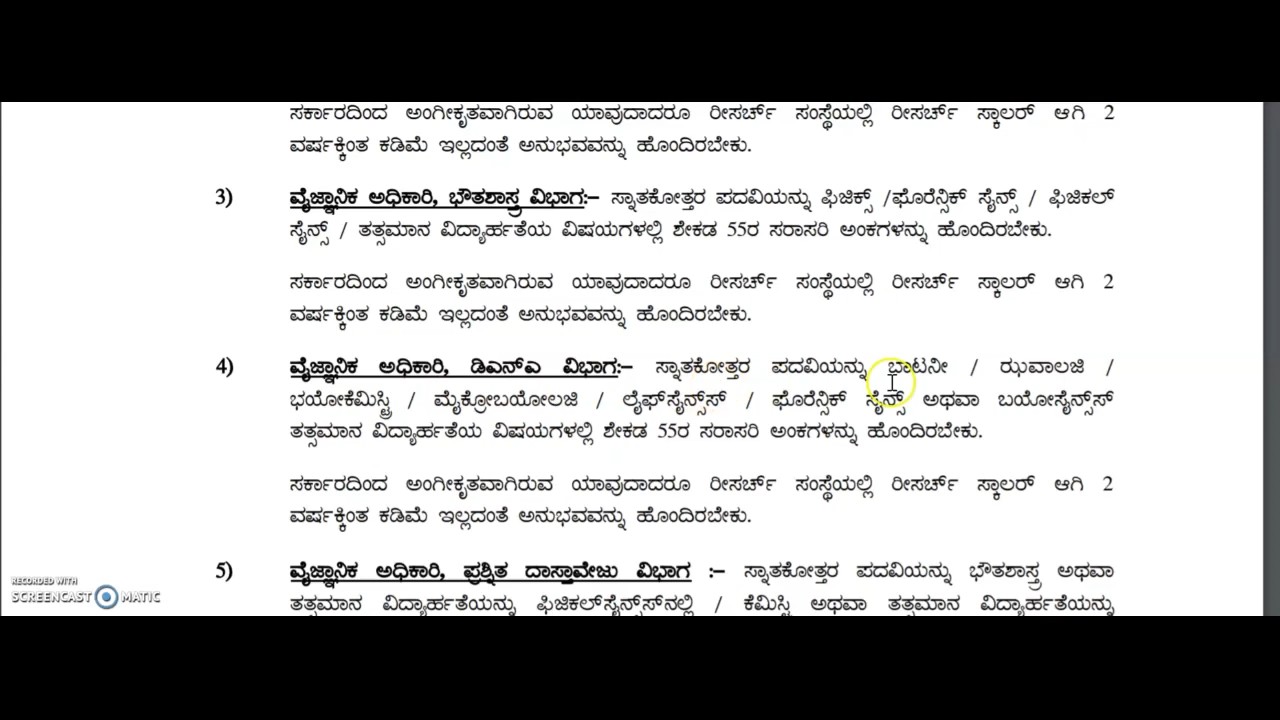 ಸರ್ಕಾರದಿಂದ ಅಂಗೀಕೃತವಾಗಿರುವ ಯಾವುದಾದರೂ ರೀಸರ್ಚ್ ಸಂಸ್ಥೆಯಲ್ಲಿ ರೀಸರ್ಚ್ ಸ್ಕಾಲರ್ ಆಗಿ 2
ವರ್ಷಕ್ಕಿಂತ ಕಡಿಮೆ ಇಲ್ಲದಂತೆ ಅನುಭವವನ್ನು ಹೊಂದಿರಬೇಕು.
3) ವೈಜ್ಞಾನಿಕ ಅಧಿಕಾರಿ, ಭೌತಶಾಸ್ತ್ರ ವಿಭಾಗ:– ಸ್ನಾತಕೋತ್ತರ ಪದವಿಯನ್ನು ಫಿಜಿಕ್ಸ್ /ಫೊರೆನ್ಸಿಕ್ ಸೈನ್ಸ್ / ಫಿಜಿಕಲ್
ಸೈನ್ಸ್ / ತತ್ಸಮಾನ ವಿದ್ಯಾರ್ಹತೆಯ ವಿಷಯಗಳಲ್ಲಿ ಶೇಕಡ 55ರ ಸರಾಸರಿ ಅಂಕಗಳನ್ನು ಹೊಂದಿರಬೇಕು.
ಸರ್ಕಾರದಿಂದ ಅಂಗೀಕೃತವಾಗಿರುವ ಯಾವುದಾದರೂ ರೀಸರ್ಚ್ ಸಂಸ್ಥೆಯಲ್ಲಿ ರೀಸರ್ಚ್ ಸ್ಕಾಲರ್ ಆಗಿ 2
ವರ್ಷಕ್ಕಿಂತ ಕಡಿಮೆ ಇಲ್ಲದಂತೆ ಅನುಭವವನ್ನು ಹೊಂದಿರಬೇಕು.
4) ವೈಜ್ಞಾನಿಕ ಅಧಿಕಾರಿ, ಡಿಎನ್ಎ ವಿಭಾಗ:– ಸ್ನಾತಕೋತ್ತರ ಪದವಿಯನ್ನು ಬಾಟನೀ / ಝುವಾಲಜಿ /
ಭಯೋಕೆಮಿಸ್ಟ್ರಿ / ಮೈಕ್ರೋಬಯೋಲಜಿ / ಲೈಫ್‌ಸೈನ್ಸ್‌ಸ್ / ಫೊರೆನ್ಸಿಕ್ ಸೈನ್ಸ್ ಅಥವಾ ಬಯೋಸೈನ್ಸ್‌ಸ್
ತತ್ಸಮಾನ ವಿದ್ಯಾರ್ಹತೆಯ ವಿಷಯಗಳಲ್ಲಿ ಶೇಕಡ 55ರ ಸರಾಸರಿ ಅಂಕಗಳನ್ನು ಹೊಂದಿರಬೇಕು.
ಸರ್ಕಾರದಿಂದ ಅಂಗೀಕೃತವಾಗಿರುವ ಯಾವುದಾದರೂ ರೀಸರ್ಚ್ ಸಂಸ್ಥೆಯಲ್ಲಿ ರೀಸರ್ಚ್ ಸ್ಕಾಲರ್ ಆಗಿ 2
ವರ್ಷಕ್ಕಿಂತ ಕಡಿಮೆ ಇಲ್ಲದಂತೆ ಅನುಭವವನ್ನು ಹೊಂದಿರಬೇಕು.
5) ವೈಜ್ಞಾನಿಕ ಅಧಿಕಾರಿ, ಪ್ರಶ್ನಿತ ದಾಸ್ತಾವೇಜು ವಿಭಾಗ :– ಸ್ನಾತಕೋತ್ತರ ಪದವಿಯನ್ನು ಭೌತಶಾಸ್ತ್ರ ಅಥವಾ
ತತ್ಸಮಾನ ವಿದ್ಯಾರ್ಹತೆಯನ್ನು ಫಿಜಿಕಲ್‌ಸೈನ್ಸ್‌ಸ್‌ನಲ್ಲಿ / ಕೆಮಿಸ್ಟ್ರಿ ಅಥವಾ ತತ್ಸಮಾನ ವಿದ್ಯಾರ್ಹತೆಯನ್ನು
RECORDED WITH
SCREENCAST MATIC